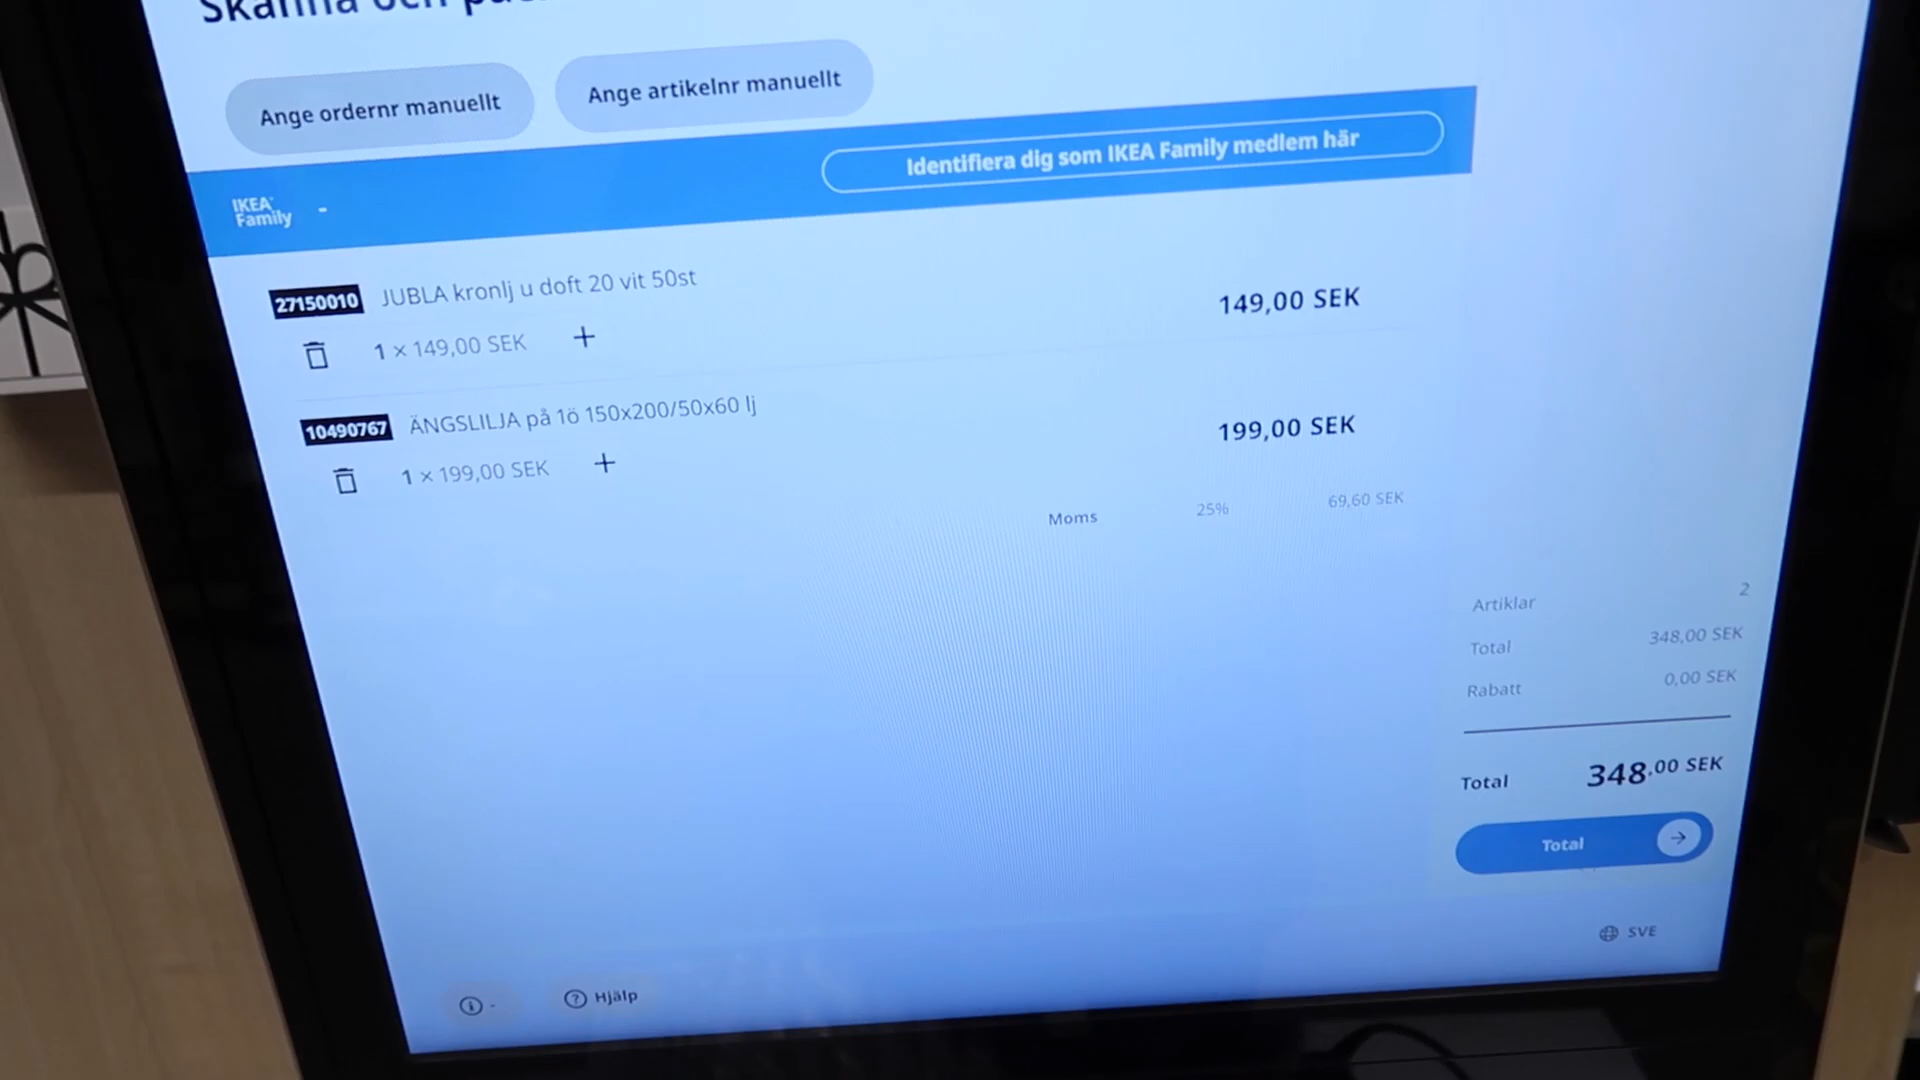 Skanna och
Ange ordernr manuellt
Ange artikelnr manuellt
IKEA
Family
-
Identifiera dig som IKEA Family medlem här
27150010 JUBLA kronlj u doft 20 vit 50st
149,00 SEK
1 × 149,00 SEK +
10490767 ÄNGSLILJA på 1ö 150x200/50x60 lj
199,00 SEK
1 × 199,00 SEK +
Moms 25% 69,60 SEK
Artiklar 2
Total 348,00 SEK
Rabatt 0,00 SEK
Total 348.00 SEK
Total
SVE
-
Hjälp